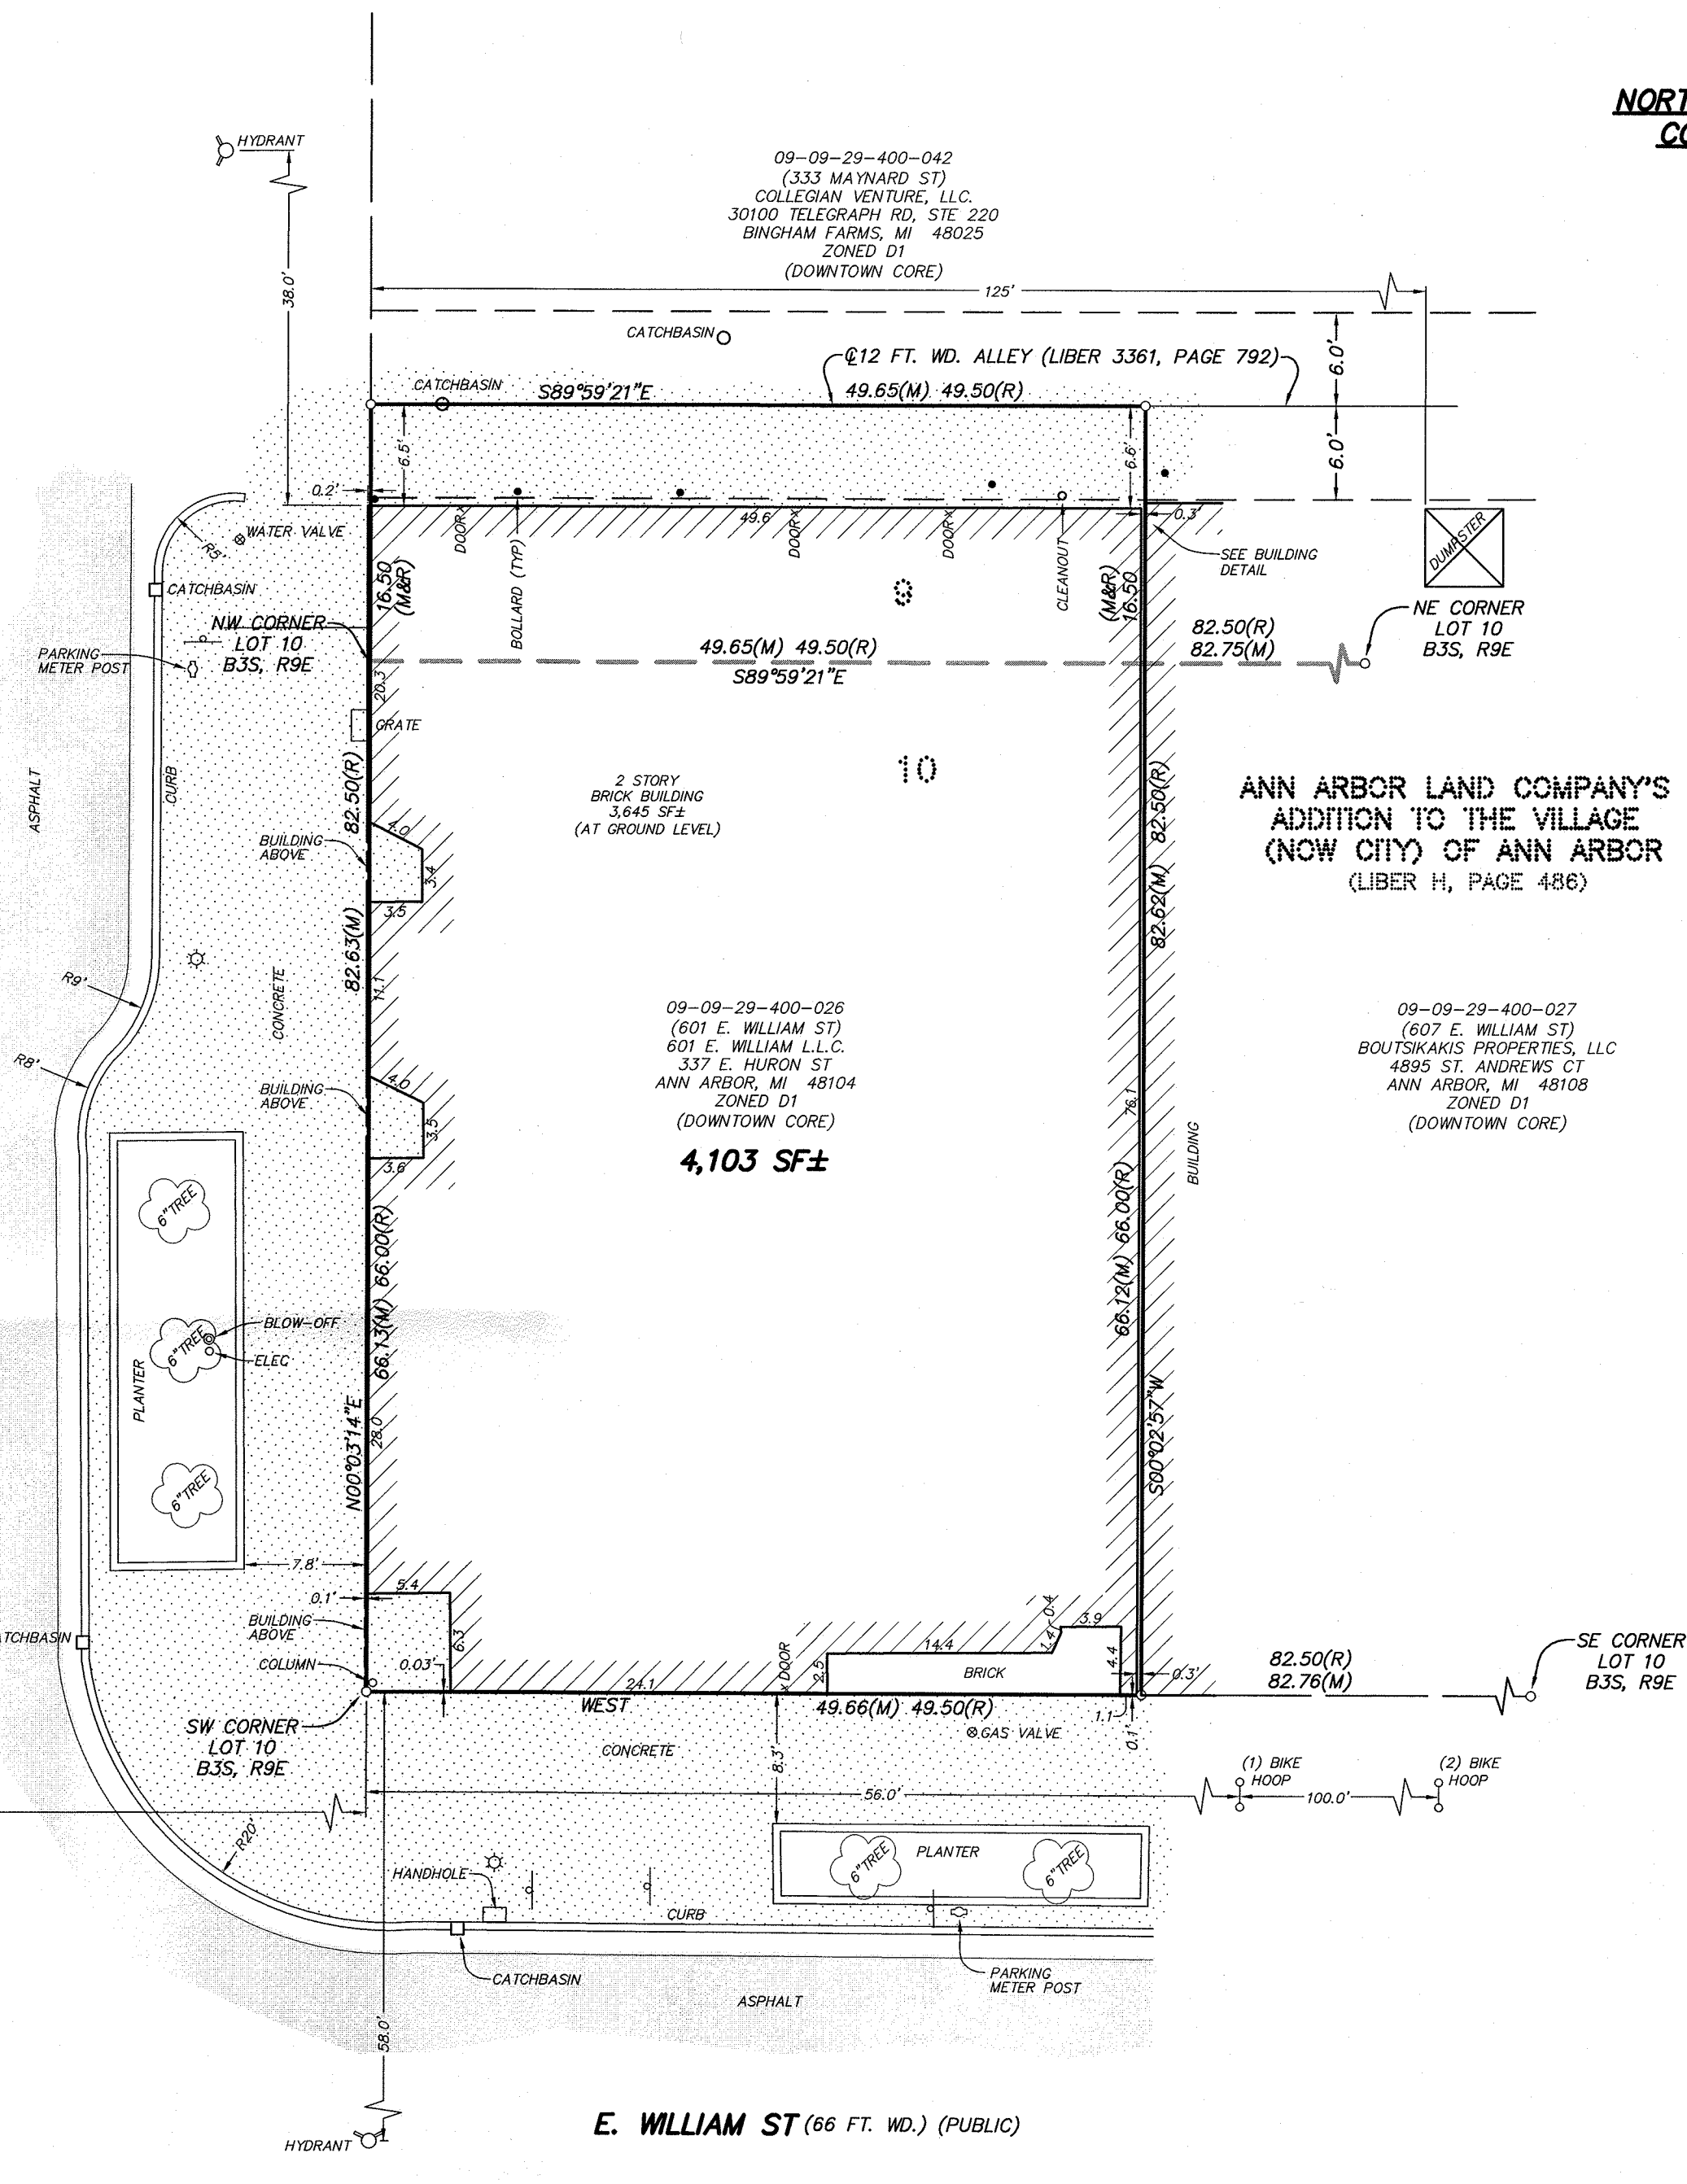 NORT
CO
HYDRANT
38.0'
09-09-29-400-042
(333 MAYNARD ST)
COLLEGIAN VENTURE, LLC.
30100 TELEGRAPH RD, STE 220
BINGHAM FARMS, MI 48025
ZONED D1
(DOWNTOWN CORE)
125'
CATCHBASIN
℄12 FT. WD. ALLEY (LIBER 3361, PAGE 792)
6.0'
CATCHBASIN
S89°59'21"E
49.65(M) 49.50(R)
6.5'
6.6'
6.0'
0.2'
49.6
0.3'
WATER VALVE
R5'
DOOR
BOLLARD (TYP)
DOOR
DOOR
CLEANOUT
SEE BUILDING
DETAIL
DUMPSTER
CATCHBASIN
16.50
(M&R)
9
(M&R)
16.50
NW CORNER
LOT 10
B3S, R9E
PARKING
METER POST
49.65(M) 49.50(R)
S89°59'21"E
82.50(R)
82.75(M)
NE CORNER
LOT 10
B3S, R9E
20.3
GRATE
ASPHALT
CURB
82.50(R)
2 STORY
BRICK BUILDING
3,645 SF±
(AT GROUND LEVEL)
10
82.62(M) 82.50(R)
ANN ARBOR LAND COMPANY'S
ADDITION TO THE VILLAGE
(NOW CITY) OF ANN ARBOR
(LIBER H, PAGE 486)
BUILDING
ABOVE
4.0
3.4
3.5
82.63(M)
11.1
R9'
CONCRETE
R8'
09-09-29-400-026
(601 E. WILLIAM ST)
601 E. WILLIAM L.L.C.
337 E. HURON ST
ANN ARBOR, MI 48104
ZONED D1
(DOWNTOWN CORE)
4,103 SF±
09-09-29-400-027
(607 E. WILLIAM ST)
BOUTSIKAKIS PROPERTIES, LLC
4895 ST. ANDREWS CT
ANN ARBOR, MI 48108
ZONED D1
(DOWNTOWN CORE)
BUILDING
ABOVE
4.0
3.5
3.6
76.1
BUILDING
6"TREE
6"TREE
6"TREE
BLOW-OFF
ELEC
PLANTER
66.13(M) 66.00(R)
66.12(M) 66.00(R)
N00°03'14"E
28.0
S00°02'57"W
7.8'
0.1'
5.4
BUILDING
ABOVE
6.3
COLUMN
0.03'
TCHBASIN
24.1
DOOR
2.5
14.4
1.4
0.4
3.9
4.4
BRICK
0.3'
82.50(R)
82.76(M)
SE CORNER
LOT 10
B3S, R9E
WEST
49.66(M) 49.50(R)
1.1
0.1'
SW CORNER
LOT 10
B3S, R9E
GAS VALVE
CONCRETE
8.3'
56.0'
(1) BIKE
HOOP
100.0'
(2) BIKE
HOOP
R20'
6"TREE
PLANTER
6"TREE
HANDHOLE
CURB
CATCHBASIN
PARKING
METER POST
ASPHALT
58.0'
E. WILLIAM ST (66 FT. WD.) (PUBLIC)
HYDRANT